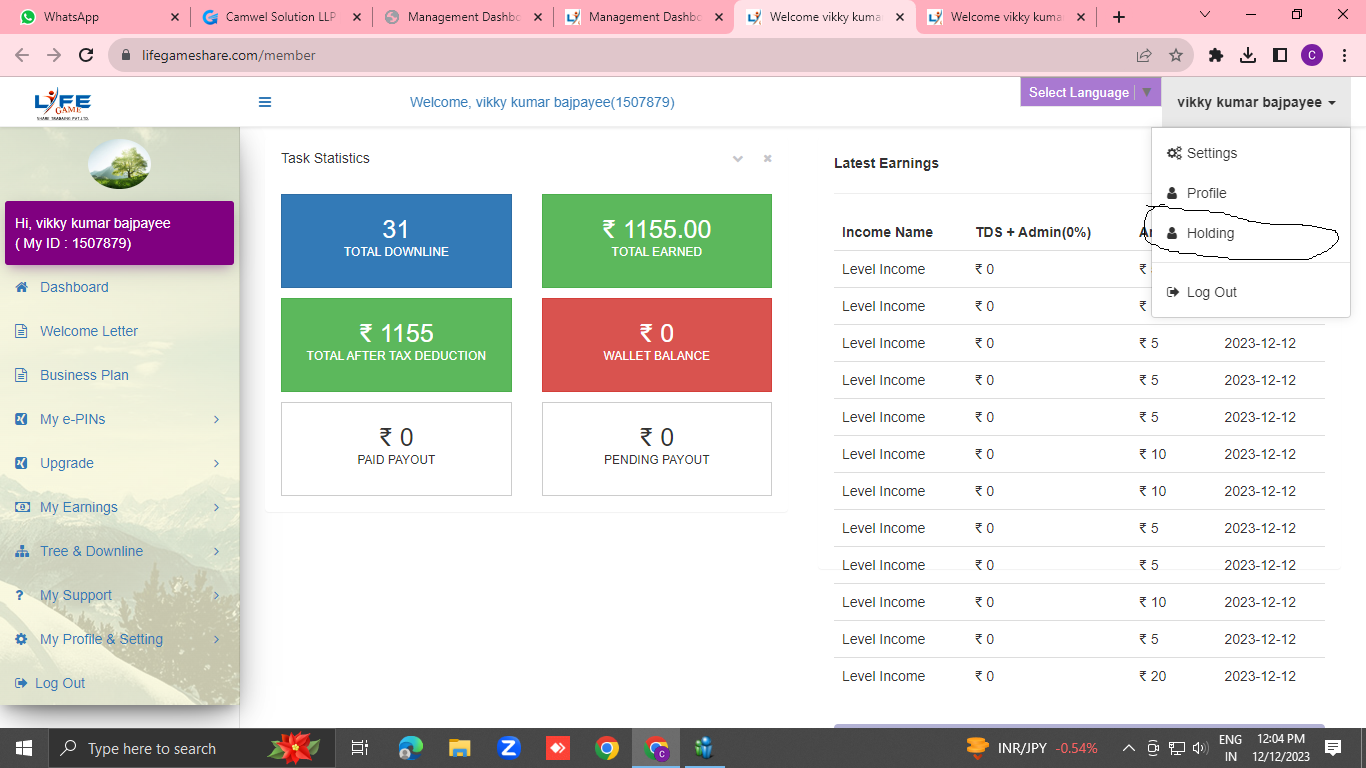 WhatsApp
Camwel Solution LLP
Management Dashbo
Management Dashbo
Welcome vikky kuma
Welcome vikky kuma
lifegameshare.com/member
C
LIFE
GAME
Welcome, vikky kumar bajpayee(1507879)
Select Language ▼
vikky kumar bajpayee
Settings
Profile
Holding
Log Out
Hi, vikky kumar bajpayee
( My ID : 1507879)
Dashboard
Welcome Letter
Business Plan
My e-PINs
Upgrade
My Earnings
Tree & Downline
My Support
My Profile & Setting
Log Out
Task Statistics
31
TOTAL DOWNLINE
₹ 1155.00
TOTAL EARNED
₹ 1155
TOTAL AFTER TAX DEDUCTION
₹ 0
WALLET BALANCE
₹ 0
PAID PAYOUT
₹ 0
PENDING PAYOUT
Latest Earnings
Income Name TDS + Admin(0%)
Level Income ₹ 0 ₹
Level Income ₹ 0 ₹
Level Income ₹ 0 ₹ 5 2023-12-12
Level Income ₹ 0 ₹ 5 2023-12-12
Level Income ₹ 0 ₹ 5 2023-12-12
Level Income ₹ 0 ₹ 10 2023-12-12
Level Income ₹ 0 ₹ 10 2023-12-12
Level Income ₹ 0 ₹ 5 2023-12-12
Level Income ₹ 0 ₹ 5 2023-12-12
Level Income ₹ 0 ₹ 10 2023-12-12
Level Income ₹ 0 ₹ 5 2023-12-12
Level Income ₹ 0 ₹ 20 2023-12-12
Type here to search
INR/JPY -0.54%
ENG
IN
12:04 PM
12/12/2023